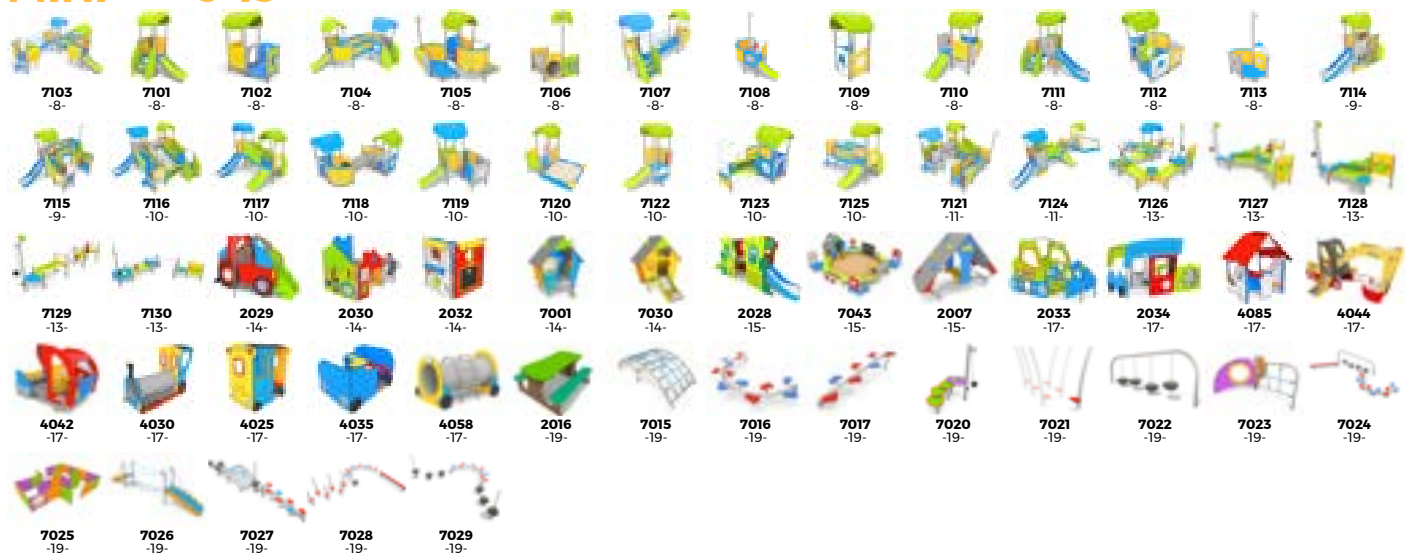 7103 7101 7102 7104 7105 7106 7107 7108 7109 7110 7111 7112 7113 7114
-8- -8- -8- -8- -8- -8- -8- -8- -8- -8- -8- -8- -8- -9-
7115 7116 7117 7118 7119 7120 7122 7123 7125 7121 7124 7126 7127 7128
-9- -10- -10- -10- -10- -10- -10- -10- -10- -11- -11- -13- -13- -13-
7129 7130 2029 2030 2032 7001 7030 2028 7043 2007 2033 2034 4085 4044
-13- -13- -14- -14- -14- -14- -14- -15- -15- -15- -17- -17- -17- -17-
4042 4030 4025 4035 4058 2016 7015 7016 7017 7020 7021 7022 7023 7024
-17- -17- -17- -17- -17- -19- -19- -19- -19- -19- -19- -19- -19- -19-
7025 7026 7027 7028 7029
-19- -19- -19- -19- -19-